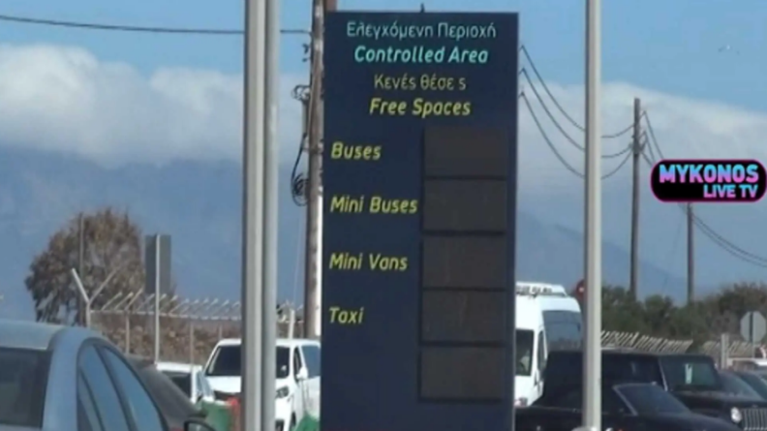 Ελεγχόμενη Περιοχή
Controlled Area
Κενές θέσε ς
Free Spaces
Buses
Mini Buses
Mini Vans
Taxi
MYKONOS
LIVE TV